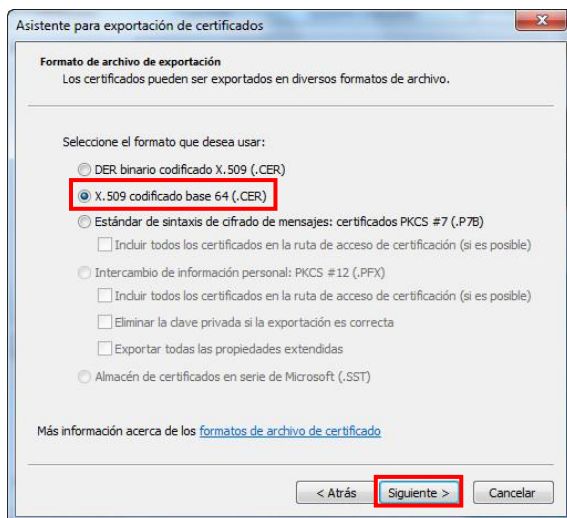 Asistente para exportación de certificados
Formato de archivo de exportación
Los certificados pueden ser exportados en diversos formatos de archivo.
Seleccione el formato que desea usar:
DER binario codificado X.509 (.CER)
X.509 codificado base 64 (.CER)
Estándar de sintaxis de cifrado de mensajes: certificados PKCS #7 (.P7B)
Incluir todos los certificados en la ruta de acceso de certificación (si es posible)
Intercambio de información personal: PKCS #12 (.PFX)
Incluir todos los certificados en la ruta de acceso de certificación (si es posible)
Eliminar la clave privada si la exportación es correcta
Exportar todas las propiedades extendidas
Almacén de certificados en serie de Microsoft (.SST)
Más información acerca de los formatos de archivo de certificado
< Atrás Siguiente > Cancelar